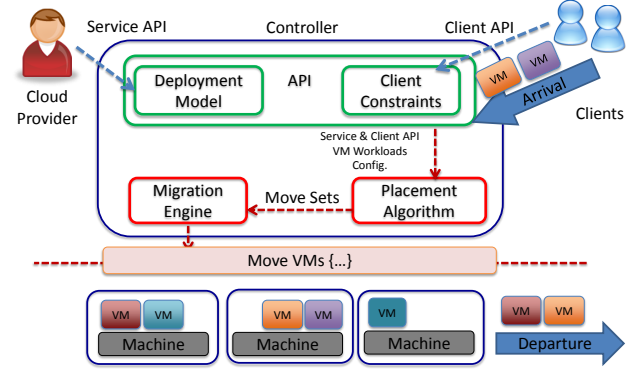 Service API
Controller
Client API
Cloud
Provider
Deployment
Model
API
Client
Constraints
VM
VM
Arrival
Clients
Service & Client API
VM Workloads
Config.
Migration
Engine
Move Sets
Placement
Algorithm
Move VMs {...}
VM
VM
VM
VM
VM
VM
VM
Machine
Machine
Machine
Departure